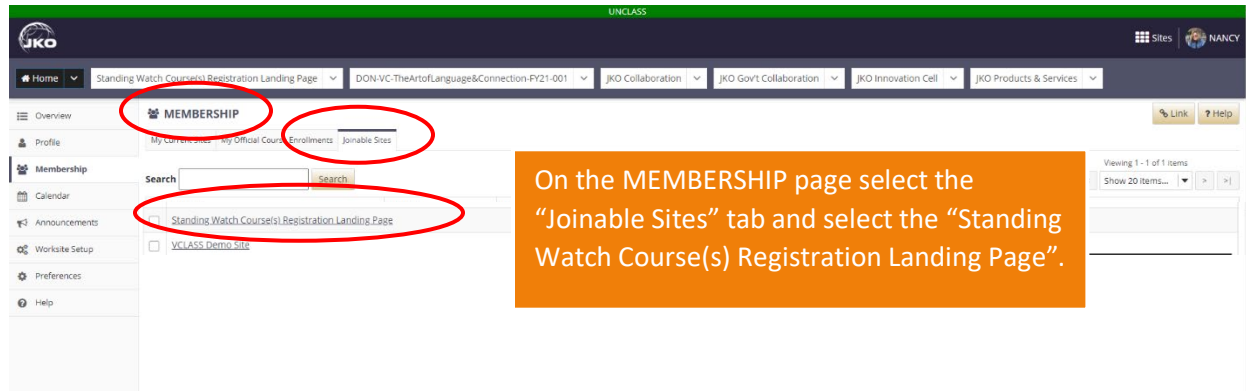 UNCLASS
JKO
Sites NANCY
Home Standing Watch Course(s) Registration Landing Page DON-VC-TheArtofLanguage&Connection-FY21-001 JKO Collaboration JKO Gov't Collaboration JKO Innovation Cell JKO Products & Services
Overview
Profile
Membership
Calendar
Announcements
Worksite Setup
Preferences
Help
MEMBERSHIP
Link ? Help
My Current Sites My Official Course Enrollments Joinable Sites
Viewing 1 - 1 of 1 items
Search Search
Show 20 items... > >|
Standing Watch Course(s) Registration Landing Page
VCLASS Demo Site
On the MEMBERSHIP page select the
“Joinable Sites” tab and select the “Standing
Watch Course(s) Registration Landing Page”.